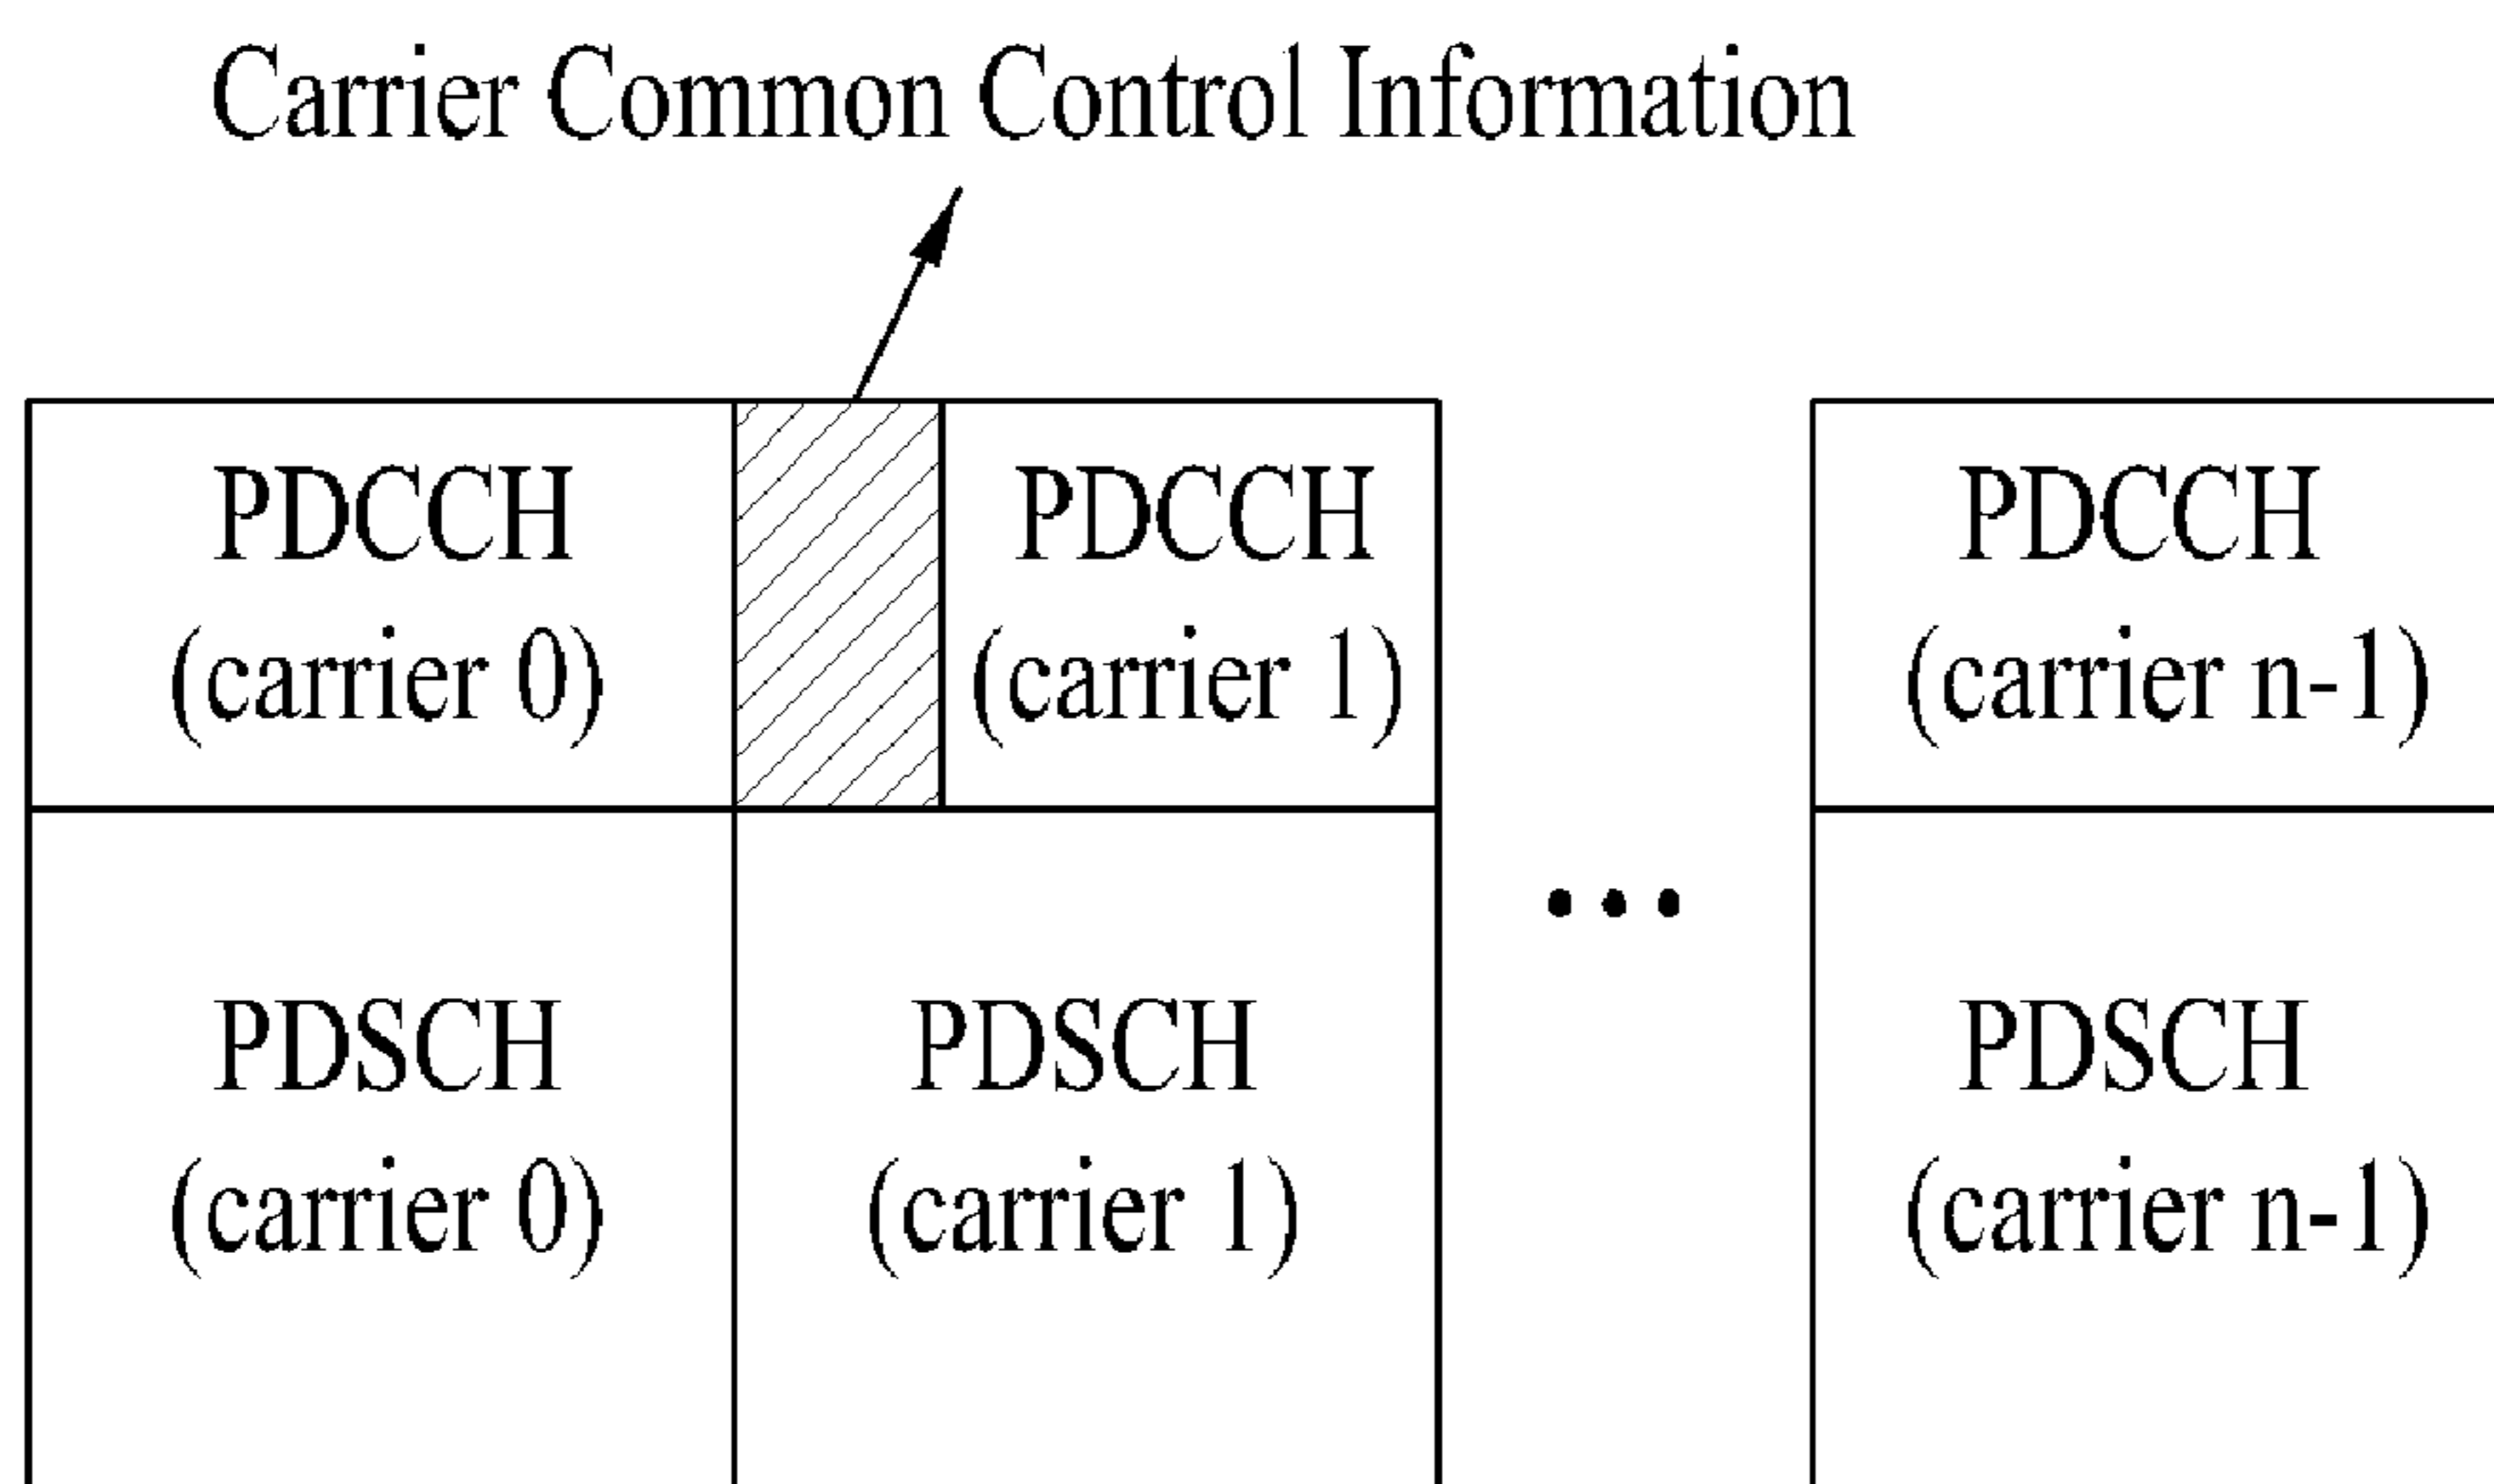 Carrier Common Control Information
PDCCH
(carrier 0)
PDCCH
(carrier 1)
PDCCH
(carrier n-1)
PDSCH
(carrier 0)
PDSCH
(carrier 1)
PDSCH
(carrier n-1)